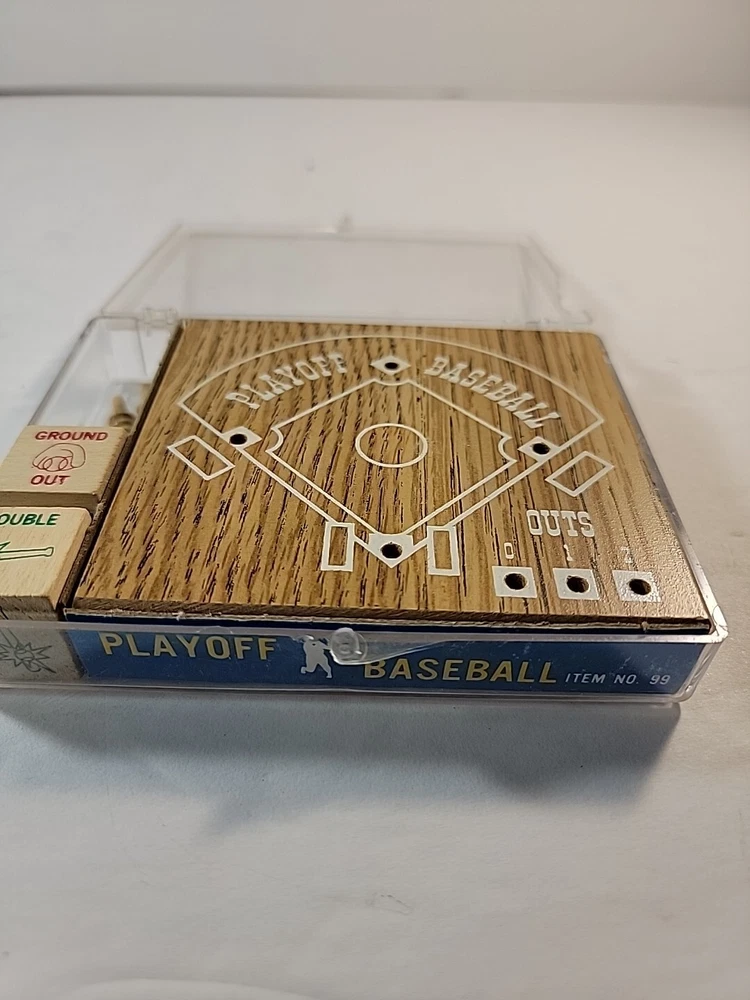 PLAYOFF BASEBALL
GROUND
OUT
OUBLE
OUTS
0 1 2
PLAYOFF BASEBALL ITEM NO. 99